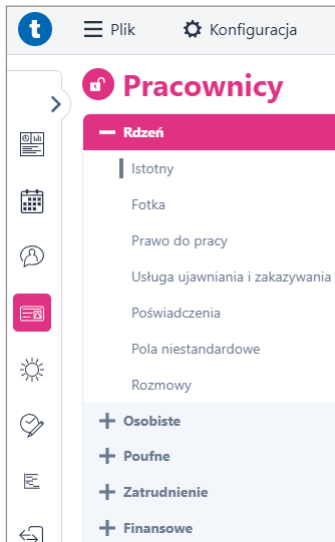 t Plik Konfiguracja
Pracownicy
Rdzeń
Istotny
Fotka
Prawo do pracy
Usługa ujawniania i zakazywania
Poświadczenia
Pola niestandardowe
Rozmowy
Osobiste
Poufne
Zatrudnienie
Finansowe